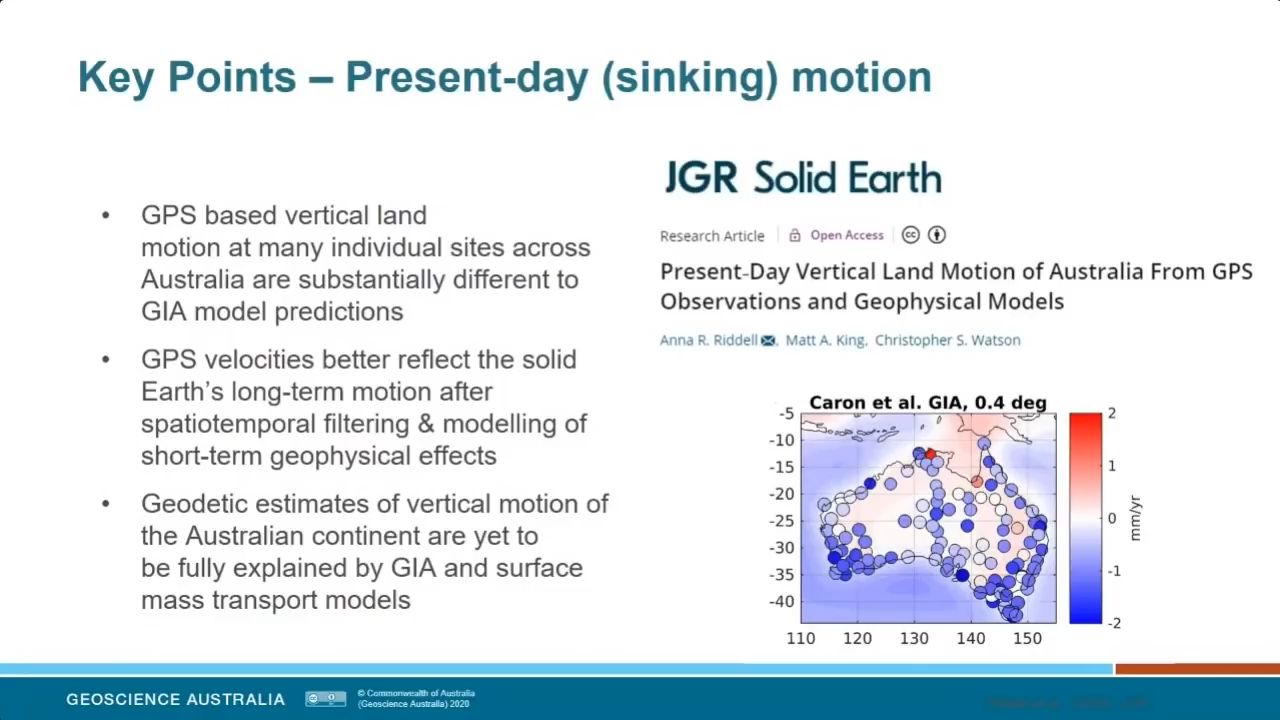 Key Points – Present-day (sinking) motion
• GPS based vertical land
motion at many individual sites across
Australia are substantially different to
GIA model predictions
• GPS velocities better reflect the solid
Earth's long-term motion after
spatiotemporal filtering & modelling of
short-term geophysical effects
• Geodetic estimates of vertical motion of
the Australian continent are yet to
be fully explained by GIA and surface
mass transport models
JGR Solid Earth
Research Article Open Access
Present-Day Vertical Land Motion of Australia From GPS
Observations and Geophysical Models
Anna R. Riddell, Matt A. King, Christopher S. Watson
Caron et al. GIA, 0.4 deg
-5
-10
-15
-20
-25
-30
-35
-40
110 120 130 140 150
2
1
0
-1
-2
mm/yr
GEOSCIENCE AUSTRALIA
© Commonwealth of Australia
(Geoscience Australia) 2020